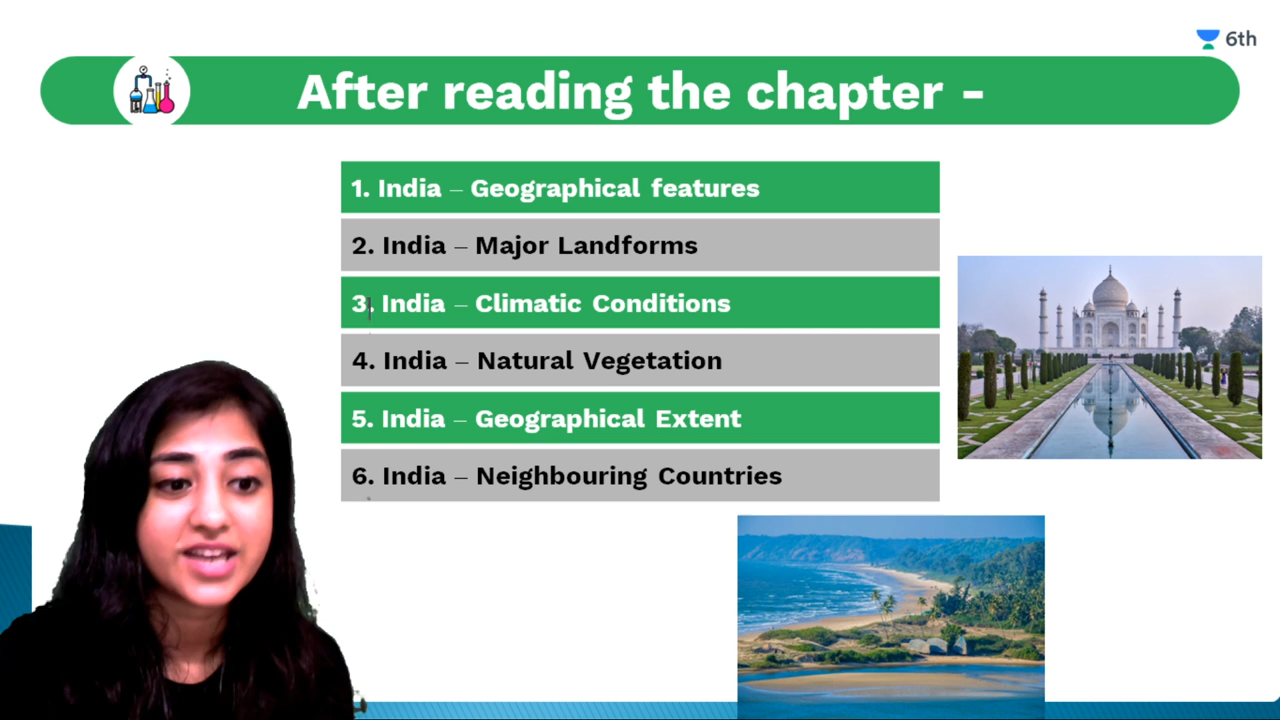 6th
After reading the chapter -
1. India – Geographical features
2. India – Major Landforms
3. India – Climatic Conditions
4. India – Natural Vegetation
5. India – Geographical Extent
6. India – Neighbouring Countries